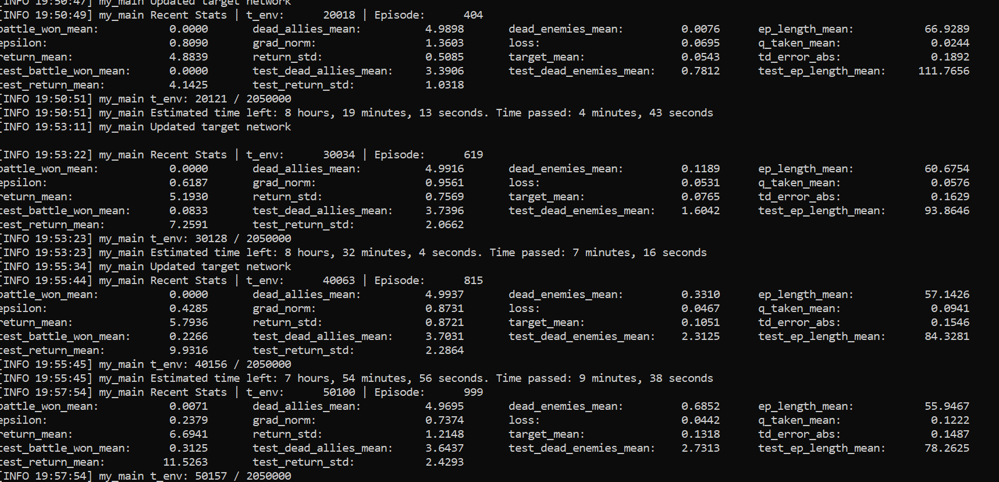 [INFO 19:50:47] my_main Updated target network
[INFO 19:50:49] my_main Recent Stats | t_env: 20018 | Episode: 404
battle_won_mean: 0.0000 dead_allies_mean: 4.9898 dead_enemies_mean: 0.0076 ep_length_mean: 66.9289
epsilon: 0.8090 grad_norm: 1.3603 loss: 0.0695 q_taken_mean: 0.0244
return_mean: 4.8839 return_std: 0.5085 target_mean: 0.0543 td_error_abs: 0.1892
test_battle_won_mean: 0.0000 test_dead_allies_mean: 3.3906 test_dead_enemies_mean: 0.7812 test_ep_length_mean: 111.7656
test_return_mean: 4.1425 test_return_std: 1.0318
[INFO 19:50:51] my_main t_env: 20121 / 2050000
[INFO 19:50:51] my_main Estimated time left: 8 hours, 19 minutes, 13 seconds. Time passed: 4 minutes, 43 seconds
[INFO 19:53:11] my_main Updated target network
[INFO 19:53:22] my_main Recent Stats | t_env: 30034 | Episode: 619
battle_won_mean: 0.0000 dead_allies_mean: 4.9916 dead_enemies_mean: 0.1189 ep_length_mean: 60.6754
epsilon: 0.6187 grad_norm: 0.9561 loss: 0.0531 q_taken_mean: 0.0576
return_mean: 5.1930 return_std: 0.7569 target_mean: 0.0765 td_error_abs: 0.1629
test_battle_won_mean: 0.0833 test_dead_allies_mean: 3.7396 test_dead_enemies_mean: 1.6042 test_ep_length_mean: 93.8646
test_return_mean: 7.2591 test_return_std: 2.0662
[INFO 19:53:23] my_main t_env: 30128 / 2050000
[INFO 19:53:23] my_main Estimated time left: 8 hours, 32 minutes, 4 seconds. Time passed: 7 minutes, 16 seconds
[INFO 19:55:34] my_main Updated target network
[INFO 19:55:44] my_main Recent Stats | t_env: 40063 | Episode: 815
battle_won_mean: 0.0000 dead_allies_mean: 4.9937 dead_enemies_mean: 0.3310 ep_length_mean: 57.1426
epsilon: 0.4285 grad_norm: 0.8731 loss: 0.0467 q_taken_mean: 0.0941
return_mean: 5.7936 return_std: 0.8721 target_mean: 0.1051 td_error_abs: 0.1546
test_battle_won_mean: 0.2266 test_dead_allies_mean: 3.7031 test_dead_enemies_mean: 2.3125 test_ep_length_mean: 84.3281
test_return_mean: 9.9316 test_return_std: 2.2864
[INFO 19:55:45] my_main t_env: 40156 / 2050000
[INFO 19:55:45] my_main Estimated time left: 7 hours, 54 minutes, 56 seconds. Time passed: 9 minutes, 38 seconds
[INFO 19:57:54] my_main Recent Stats | t_env: 50100 | Episode: 999
battle_won_mean: 0.0071 dead_allies_mean: 4.9695 dead_enemies_mean: 0.6852 ep_length_mean: 55.9467
epsilon: 0.2379 grad_norm: 0.7374 loss: 0.0442 q_taken_mean: 0.1222
return_mean: 6.6941 return_std: 1.2148 target_mean: 0.1318 td_error_abs: 0.1487
test_battle_won_mean: 0.3125 test_dead_allies_mean: 3.6437 test_dead_enemies_mean: 2.7313 test_ep_length_mean: 78.2625
test_return_mean: 11.5263 test_return_std: 2.4293
[INFO 19:57:54] my_main t_env: 50157 / 2050000